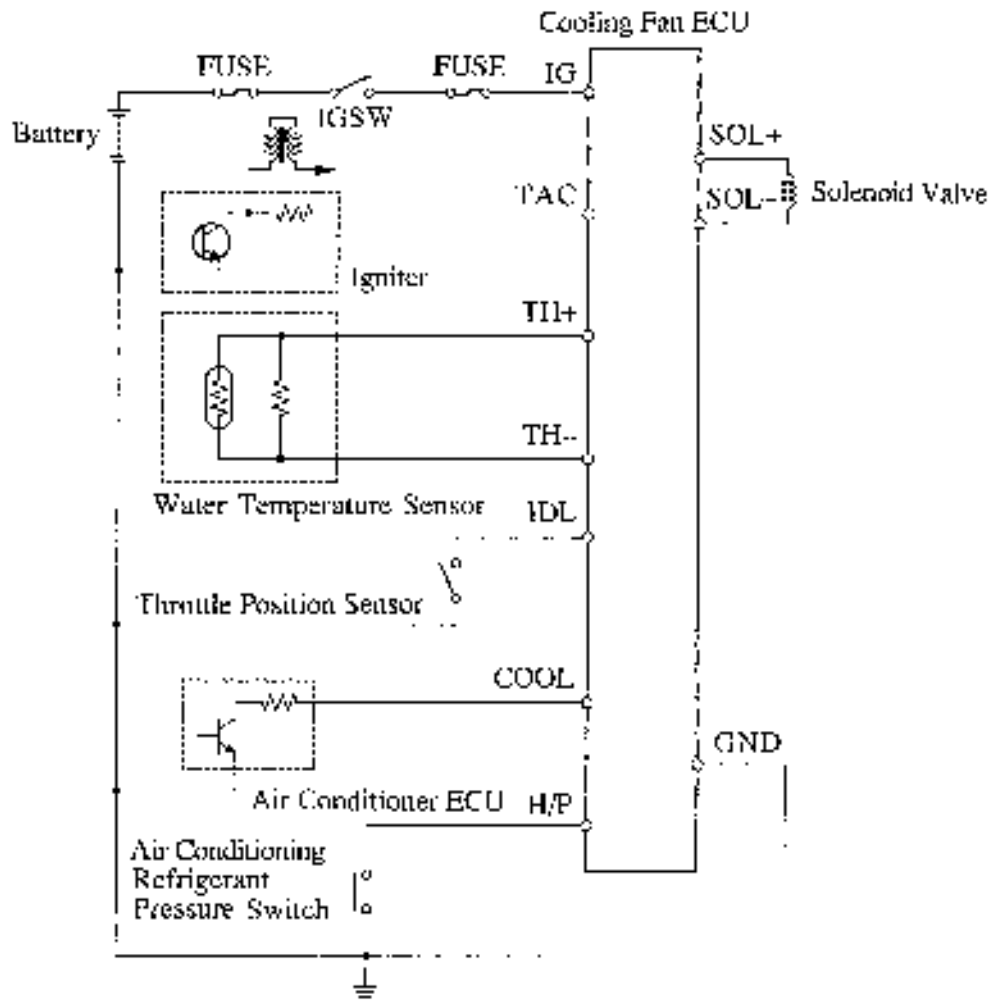 Cooling Fan ECU
FUSE
FUSE
IG
IGSW
Battery
SOL+
TAC
SOL-
Solenoid Valve
Igniter
TH+
TH-
Water Temperature Sensor
IDL
Throttle Position Sensor
COOL
GND
Air Conditioner ECU
H/P
Air Conditioning
Refrigerant
Pressure Switch